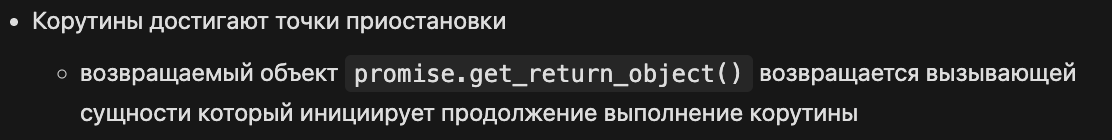 • Корутины достигают точки приостановки
◦ возвращаемый объект promise.get_return_object() возвращается вызывающей
сущности который инициирует продолжение выполнение корутины